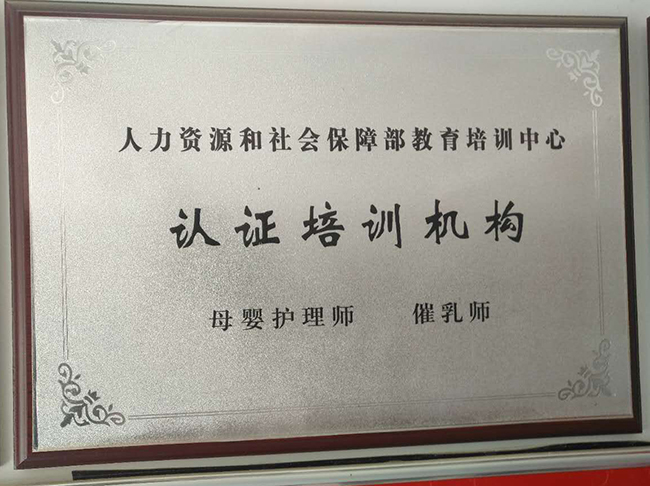 人力资源和社会保障部教育培训中心
认证培训机构
母婴护理师 催乳师